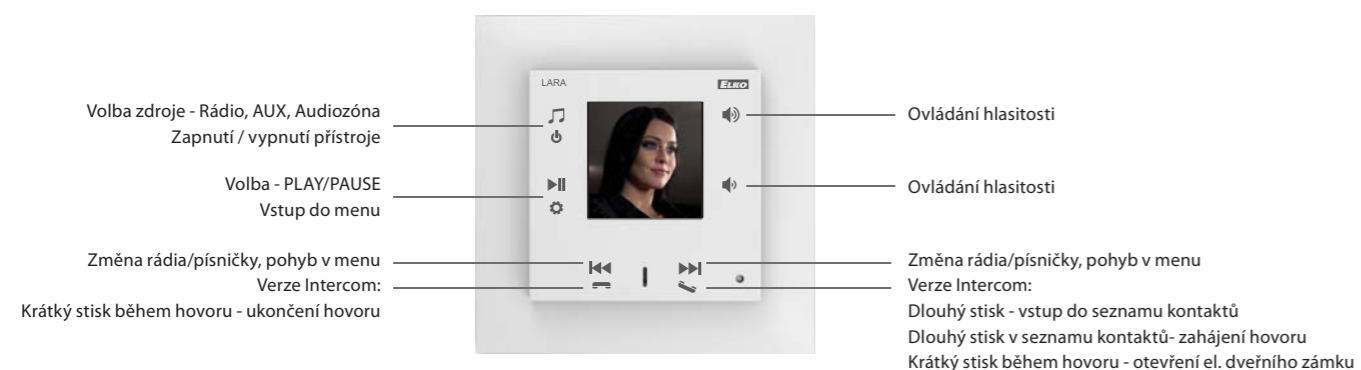 LARA
ELKO
Volba zdroje - Rádio, AUX, Audiozóna
Zapnutí / vypnutí přístroje
Volba - PLAY/PAUSE
Vstup do menu
Změna rádia/písničky, pohyb v menu
Verze Intercom:
Krátký stisk během hovoru - ukončení hovoru
Ovládání hlasitosti
Ovládání hlasitosti
Změna rádia/písničky, pohyb v menu
Verze Intercom:
Dlouhý stisk - vstup do seznamu kontaktů
Dlouhý stisk v seznamu kontaktů- zahájení hovoru
Krátký stisk během hovoru - otevření el. dveřního zámku